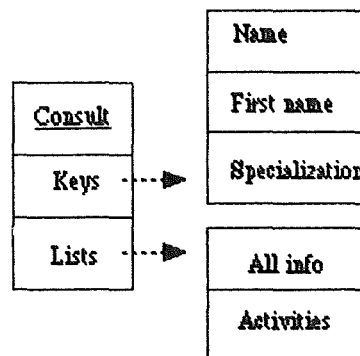 Consult
Keys
Lists
Name
First name
Specialization
All info
Activities